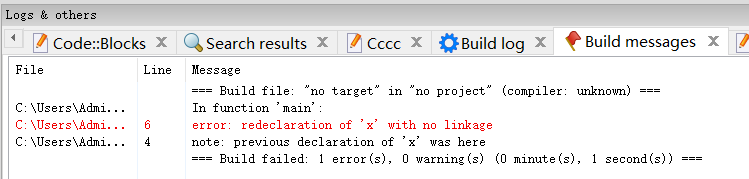 Logs & others
Code::Blocks Search results Cccc Build log Build messages
File Line Message
=== Build file: "no target" in "no project" (compiler: unknown) ===
C:\Users\Admi... In function 'main':
C:\Users\Admi... 6 error: redeclaration of 'x' with no linkage
C:\Users\Admi... 4 note: previous declaration of 'x' was here
=== Build failed: 1 error(s), 0 warning(s) (0 minute(s), 1 second(s)) ===